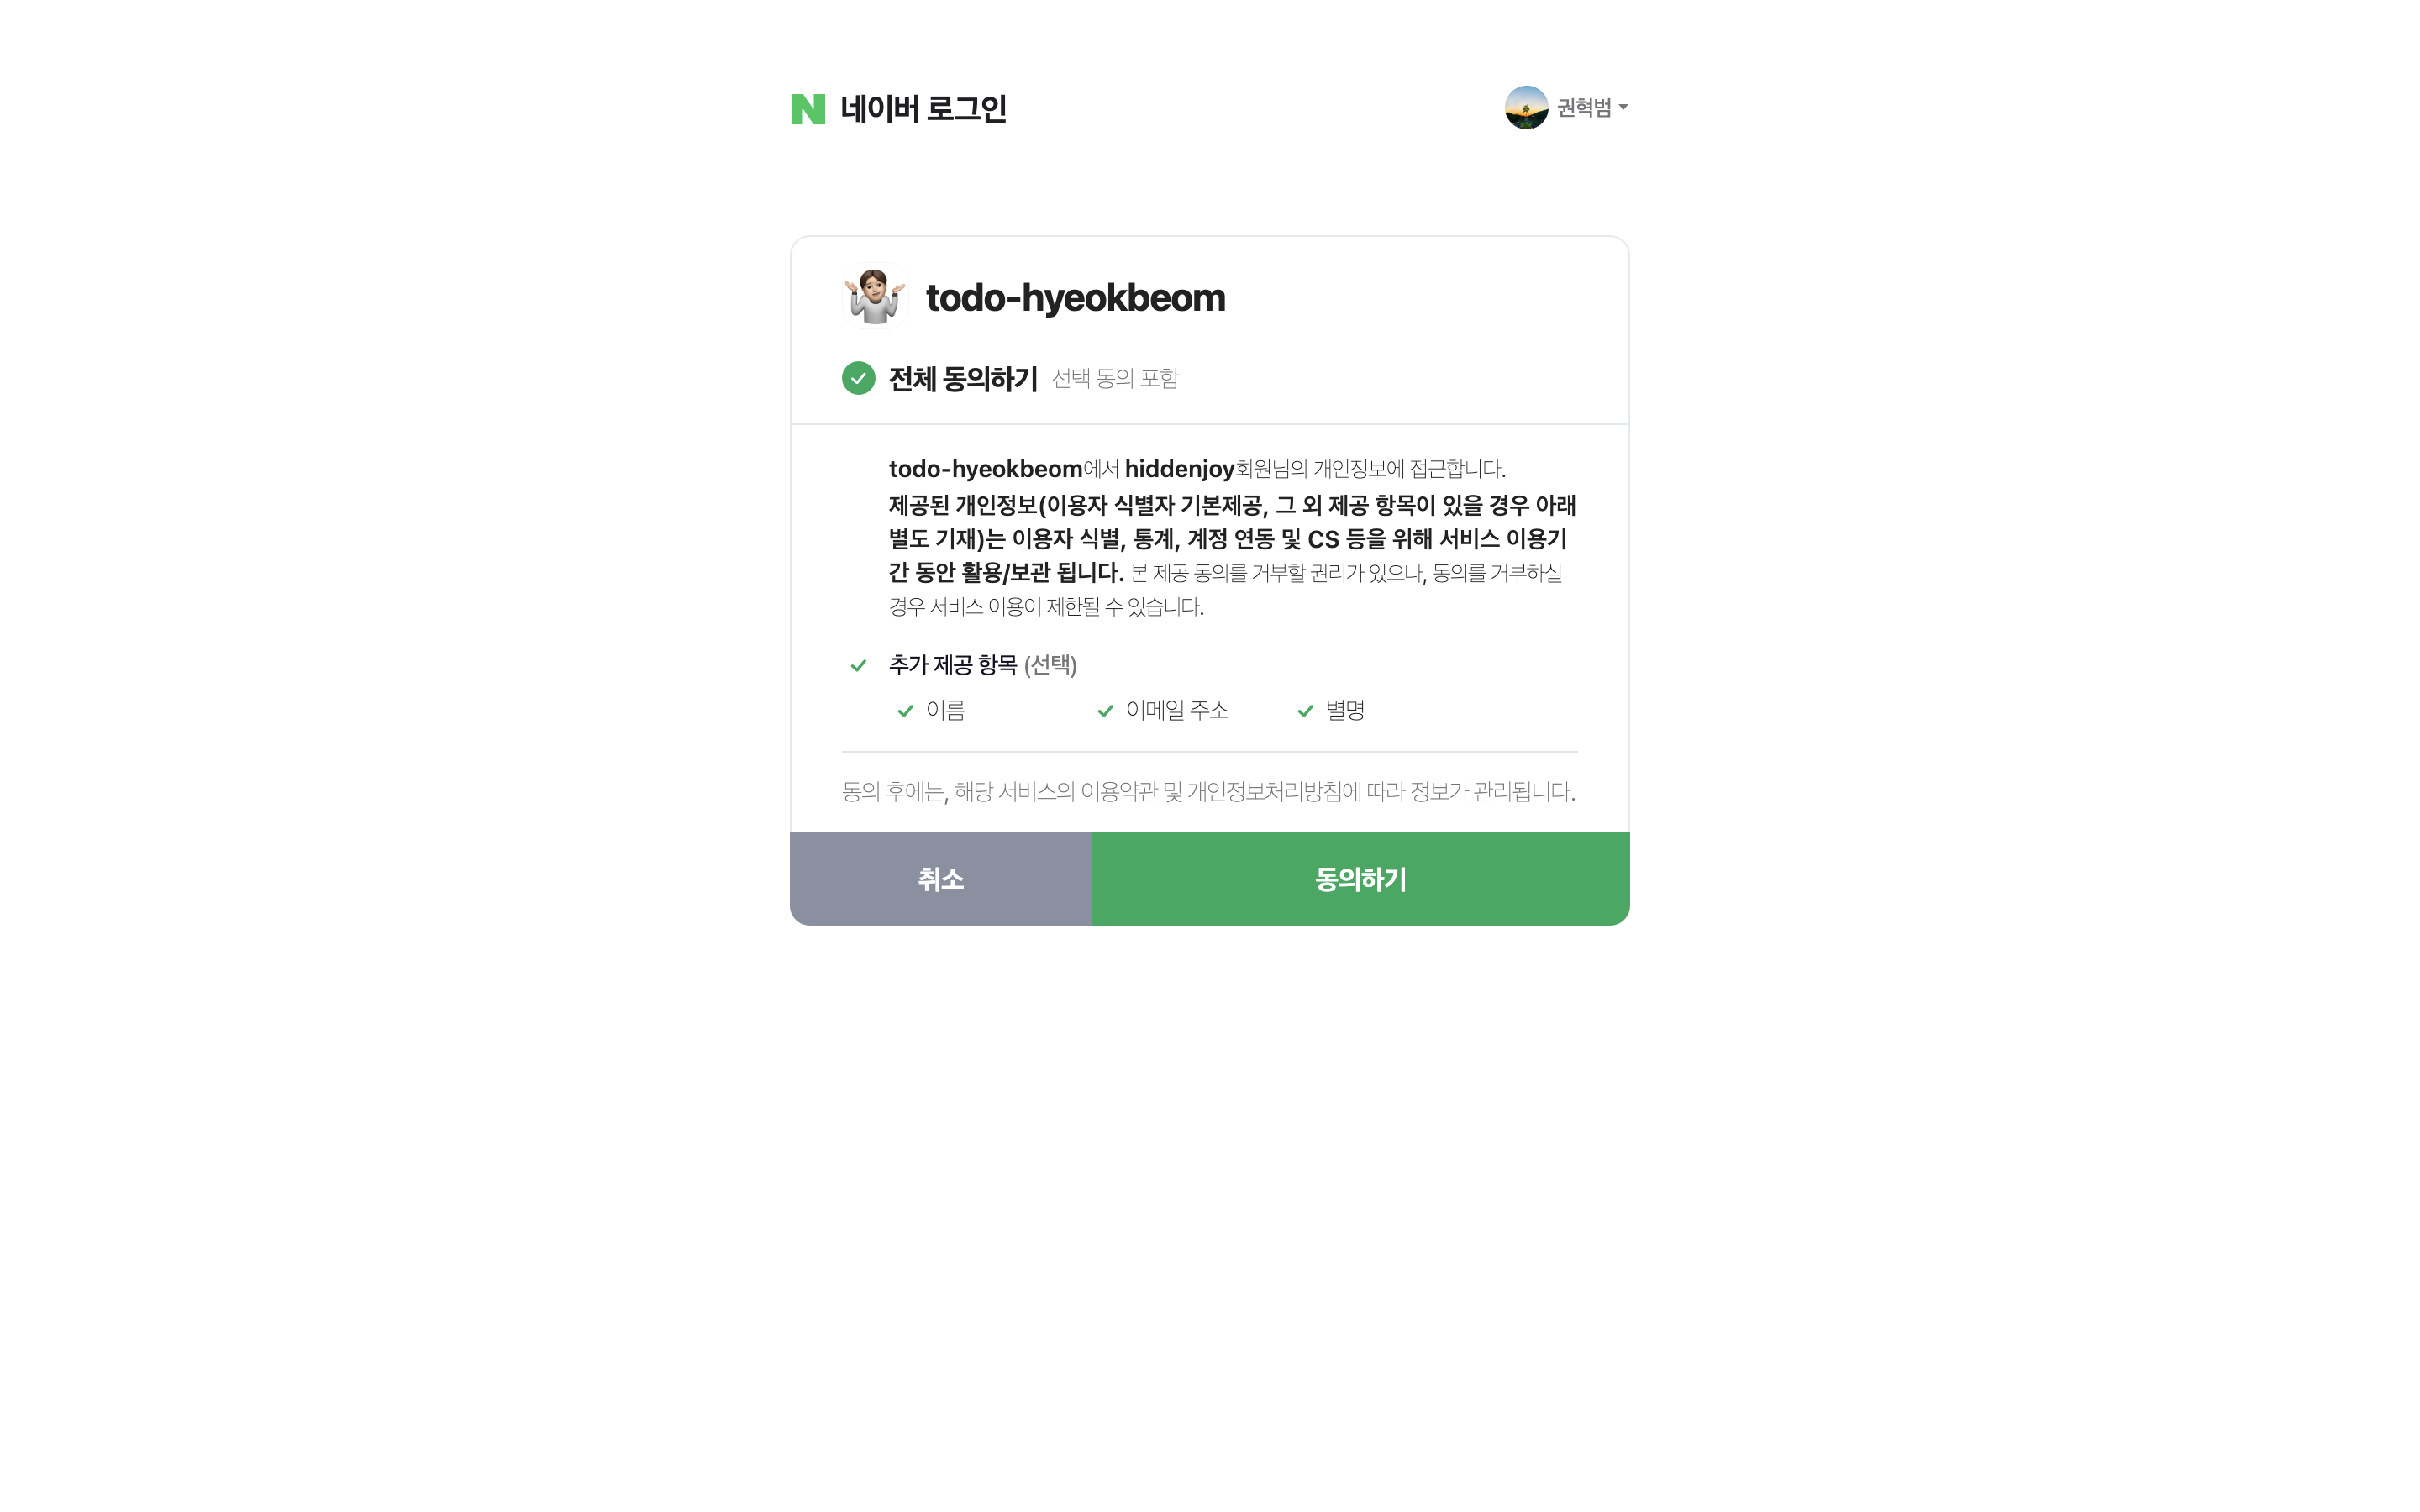 N 네이버 로그인
권혁범
todo-hyeokbeom
전체 동의하기 선택 동의 포함
todo-hyeokbeom에서 hiddenjoy회원님의 개인정보에 접근합니다.
제공된 개인정보(이용자 식별자 기본제공, 그 외 제공 항목이 있을 경우 아래
별도 기재)는 이용자 식별, 통계, 계정 연동 및 CS 등을 위해 서비스 이용기
간 동안 활용/보관 됩니다. 본 제공 동의를 거부할 권리가 있으나, 동의를 거부하실
경우 서비스 이용이 제한될 수 있습니다.
추가 제공 항목 (선택)
이름 이메일 주소 별명
동의 후에는, 해당 서비스의 이용약관 및 개인정보처리방침에 따라 정보가 관리됩니다.
취소 동의하기